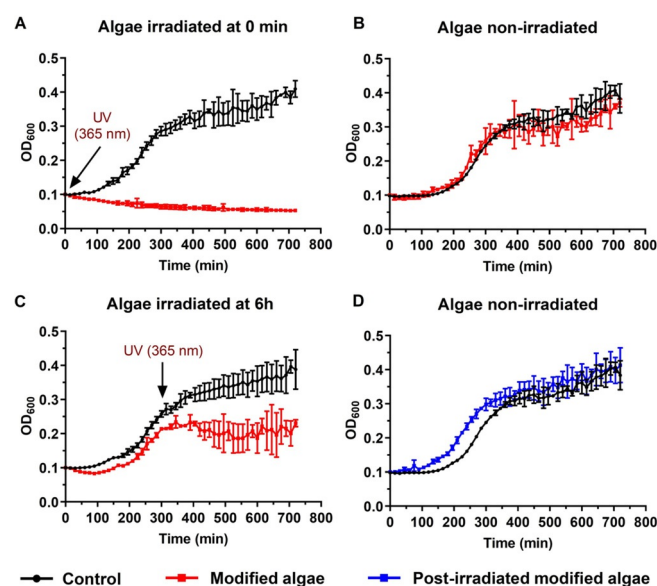 A
Algae irradiated at 0 min
OD600
0.5
0.4
0.3
0.2
0.1
0.0
UV
(365 nm)
0 100 200 300 400 500 600 700 800
Time (min)
B
Algae non-irradiated
OD600
0.5
0.4
0.3
0.2
0.1
0.0
0 100 200 300 400 500 600 700 800
Time (min)
C
Algae irradiated at 6h
OD600
0.5
0.4
0.3
0.2
0.1
0.0
UV (365 nm)
0 100 200 300 400 500 600 700 800
Time (min)
D
Algae non-irradiated
OD600
0.5
0.4
0.3
0.2
0.1
0.0
0 100 200 300 400 500 600 700 800
Time (min)
Control Modified algae Post-irradiated modified algae